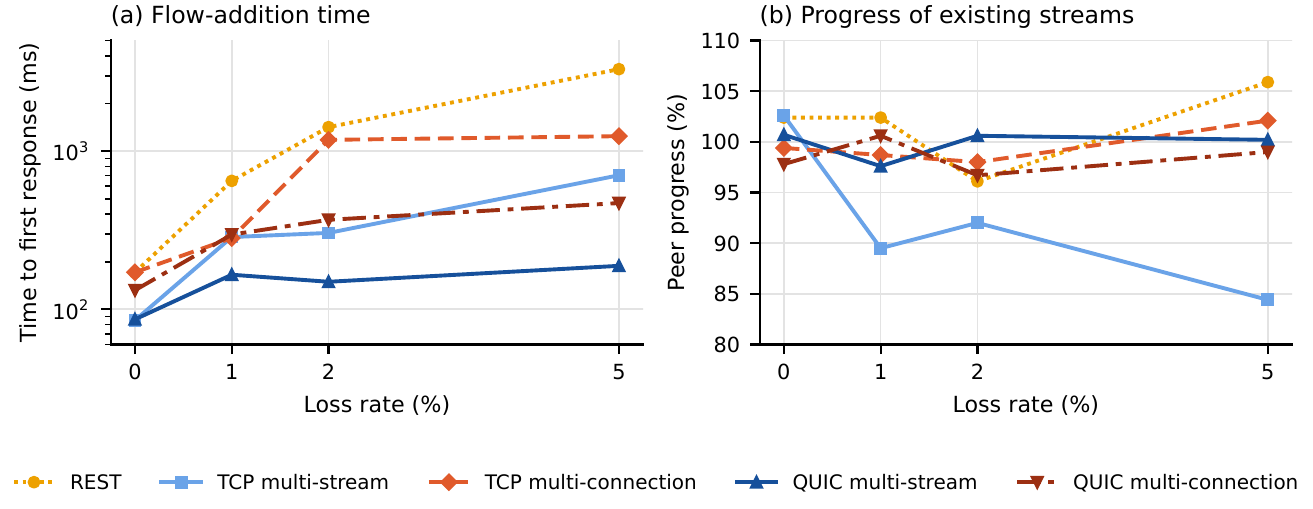 (a) Flow-addition time
Time to first response (ms)
10³
10²
0 1 2 5
Loss rate (%)
(b) Progress of existing streams
Peer progress (%)
110
105
100
95
90
85
80
0 1 2 5
Loss rate (%)
REST TCP multi-stream TCP multi-connection QUIC multi-stream QUIC multi-connection